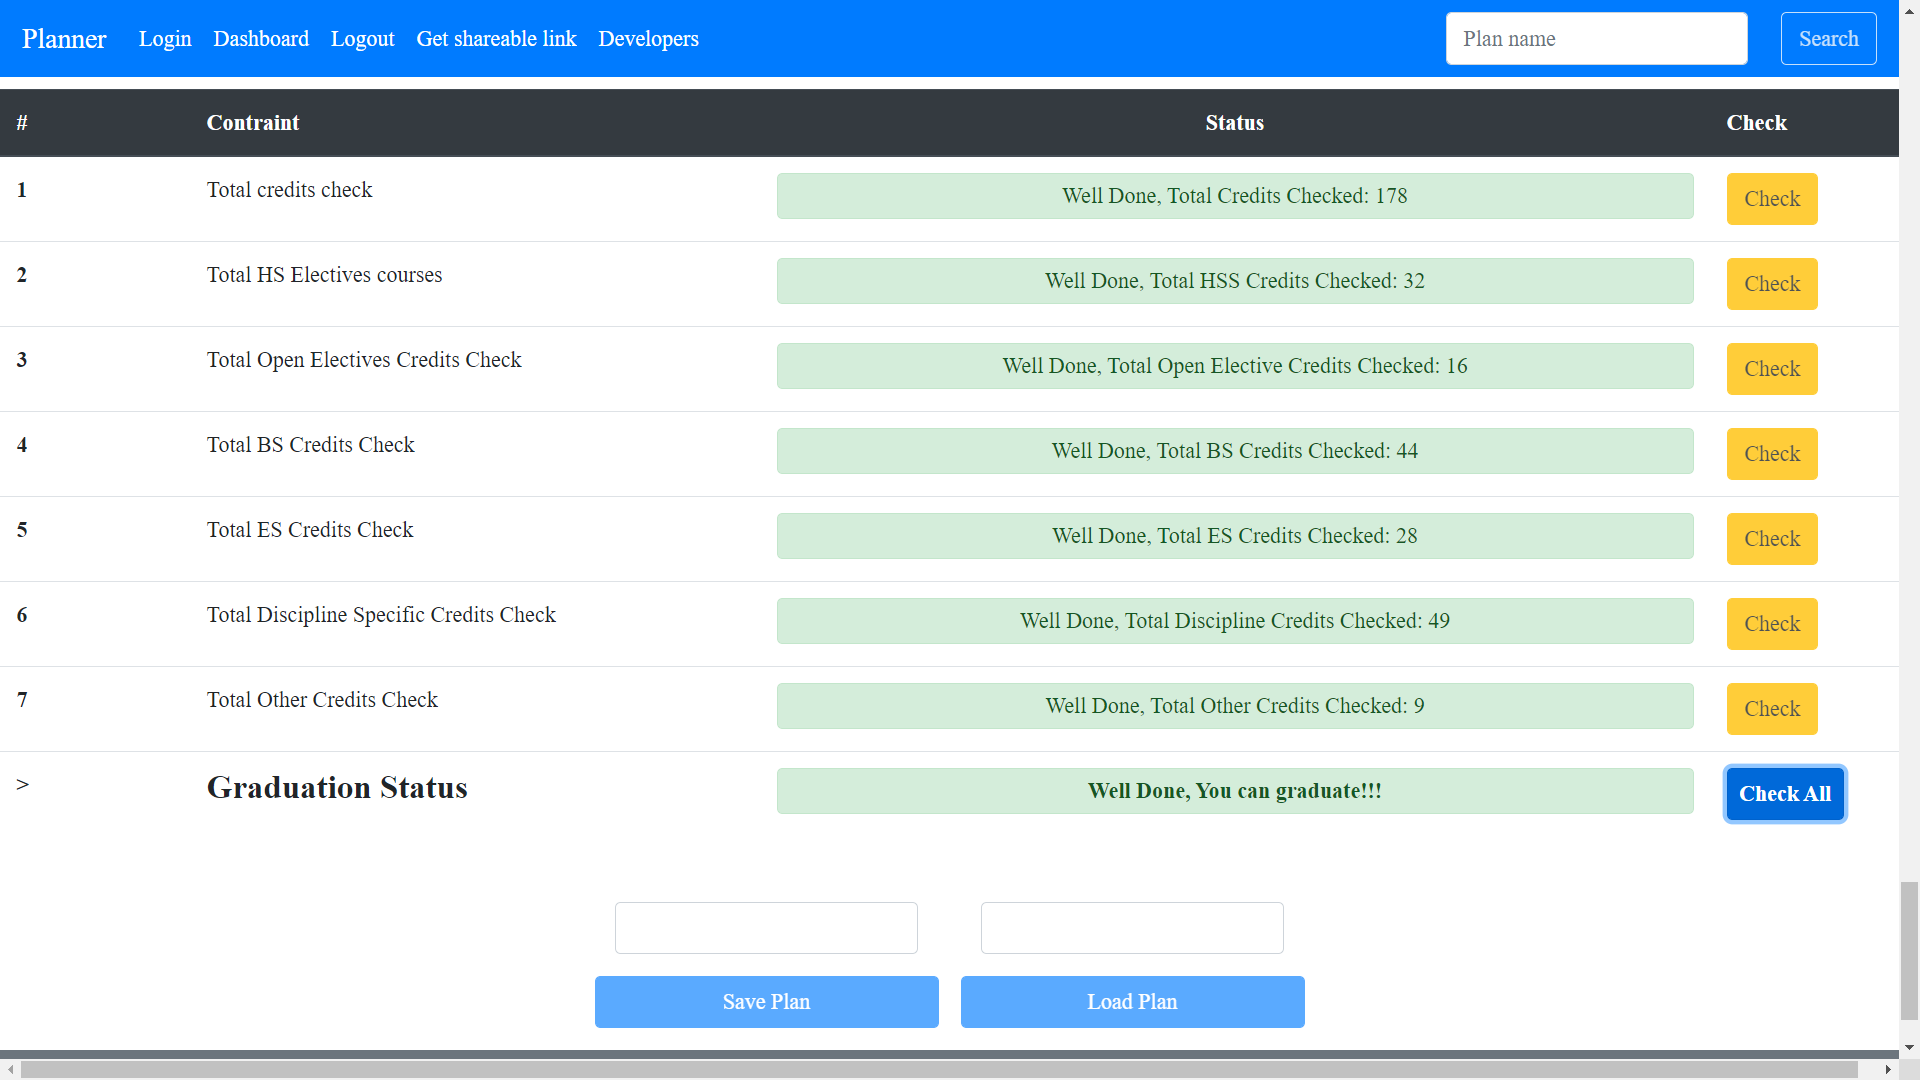 Planner Login Dashboard Logout Get shareable link Developers Plan name Search
# Contraint Status Check
1 Total credits check Well Done, Total Credits Checked: 178 Check
2 Total HS Electives courses Well Done, Total HSS Credits Checked: 32 Check
3 Total Open Electives Credits Check Well Done, Total Open Elective Credits Checked: 16 Check
4 Total BS Credits Check Well Done, Total BS Credits Checked: 44 Check
5 Total ES Credits Check Well Done, Total ES Credits Checked: 28 Check
6 Total Discipline Specific Credits Check Well Done, Total Discipline Credits Checked: 49 Check
7 Total Other Credits Check Well Done, Total Other Credits Checked: 9 Check
> Graduation Status Well Done, You can graduate!!! Check All
Save Plan Load Plan